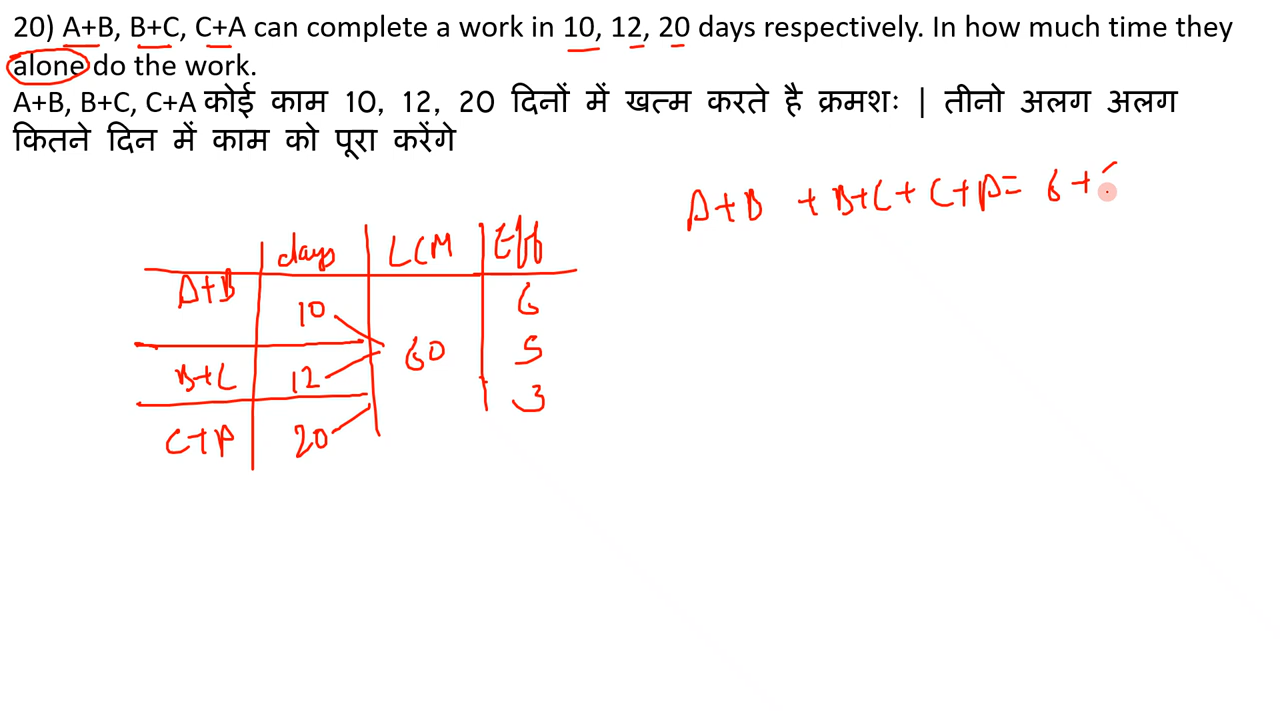 20) A+B, B+C, C+A can complete a work in 10, 12, 20 days respectively. In how much time they
alone do the work.
A+B, B+C, C+A कोई काम 10, 12, 20 दिनों में खत्म करते है क्रमशः | तीनो अलग अलग
कितने दिन में काम को पूरा करेंगे
A+B + B+C + C+A = 6 +
days LCM Eff
A+B 10 6
B+C 12 60 5
C+A 20 3